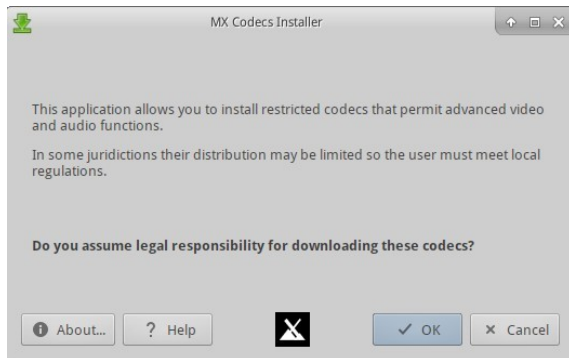 MX Codecs Installer
This application allows you to install restricted codecs that permit advanced video
and audio functions.
In some juridictions their distribution may be limited so the user must meet local
regulations.
Do you assume legal responsibility for downloading these codecs?
About... ? Help OK Cancel